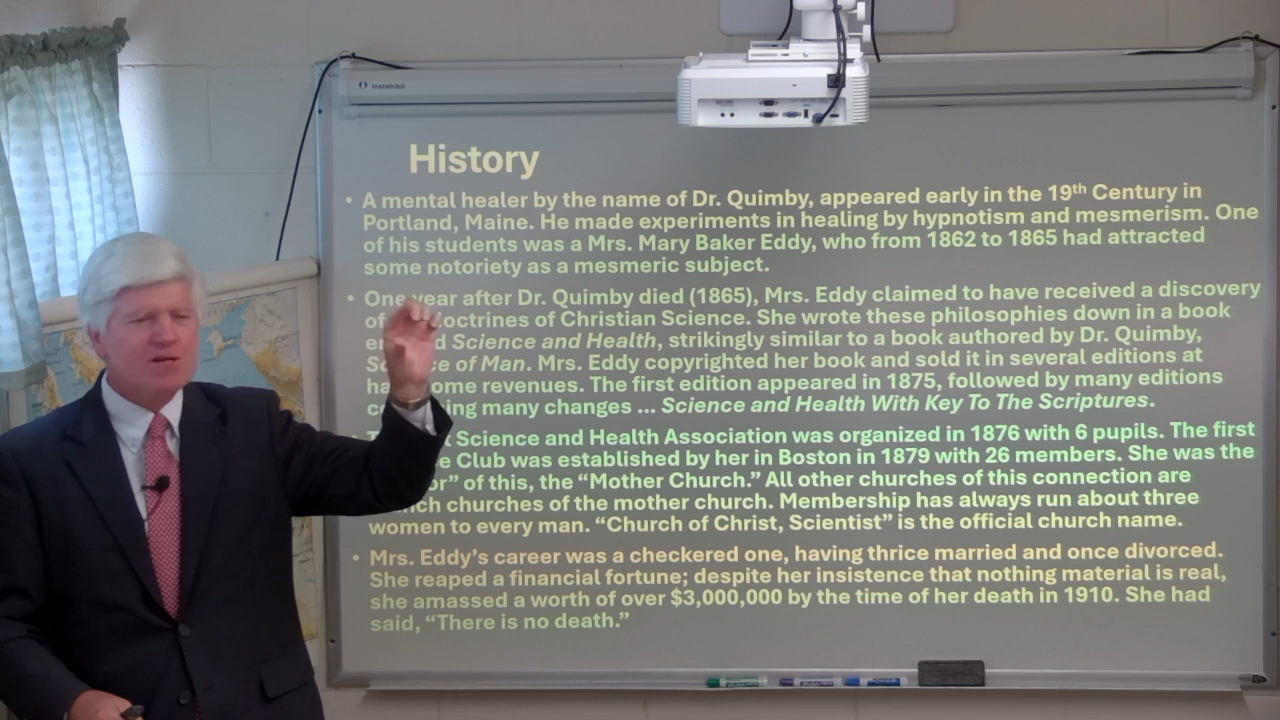 Instahibit
History
• A mental healer by the name of Dr. Quimby, appeared early in the 19th Century in
Portland, Maine. He made experiments in healing by hypnotism and mesmerism. One
of his students was a Mrs. Mary Baker Eddy, who from 1862 to 1865 had attracted
some notoriety as a mesmeric subject.
• One year after Dr. Quimby died (1865), Mrs. Eddy claimed to have received a discovery
of doctrines of Christian Science. She wrote these philosophies down in a book
Science and Health, strikingly similar to a book authored by Dr. Quimby,
of Man. Mrs. Eddy copyrighted her book and sold it in several editions at
revenues. The first edition appeared in 1875, followed by many editions
many changes ... Science and Health With Key To The Scriptures.
Science and Health Association was organized in 1876 with 6 pupils. The first
Club was established by her in Boston in 1879 with 26 members. She was the
of this, the “Mother Church.” All other churches of this connection are
churches of the mother church. Membership has always run about three
women to every man. “Church of Christ, Scientist” is the official church name.
• Mrs. Eddy’s career was a checkered one, having thrice married and once divorced.
She reaped a financial fortune; despite her insistence that nothing material is real,
she amassed a worth of over $3,000,000 by the time of her death in 1910. She had
said, “There is no death.”